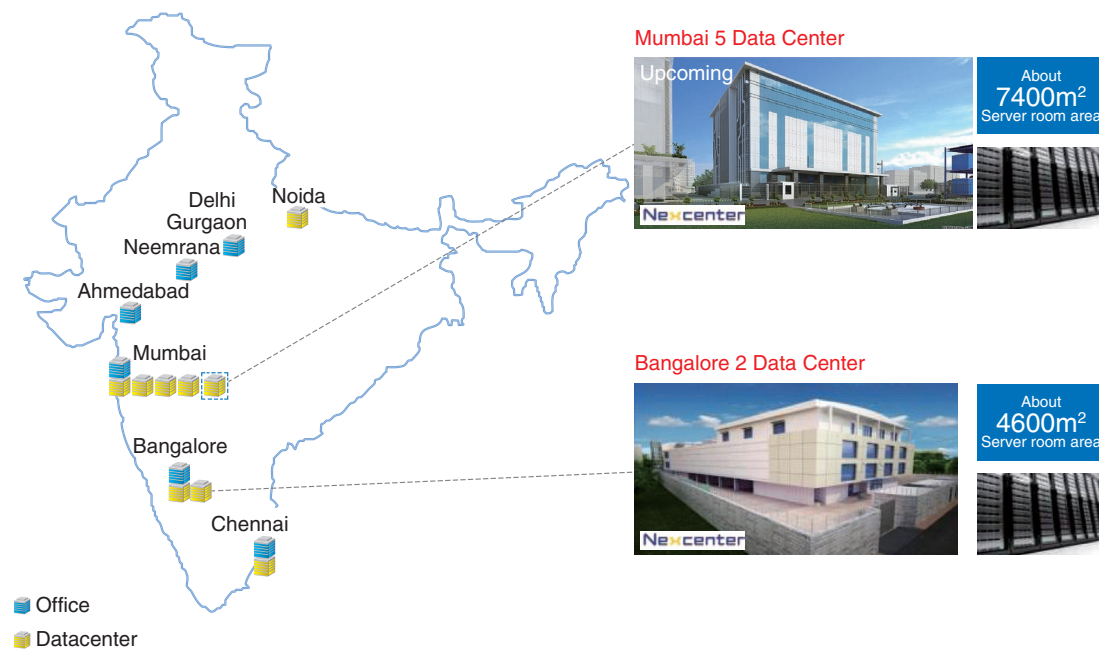 Delhi
Gurgaon
Noida
Neemrana
Ahmedabad
Mumbai
Bangalore
Chennai
Office
Datacenter
Mumbai 5 Data Center
Upcoming
Nexcenter
About
7400m²
Server room area
Bangalore 2 Data Center
Nexcenter
About
4600m²
Server room area